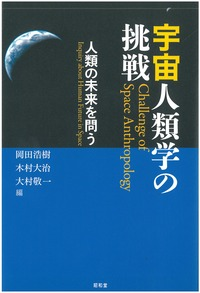 宇宙人類学の
挑戦
Challenge of
Space Anthropology
人類の未来を問う
Inquiry about Human Future in Space
岡田浩樹
木村大治
大村敬一
編
昭和堂